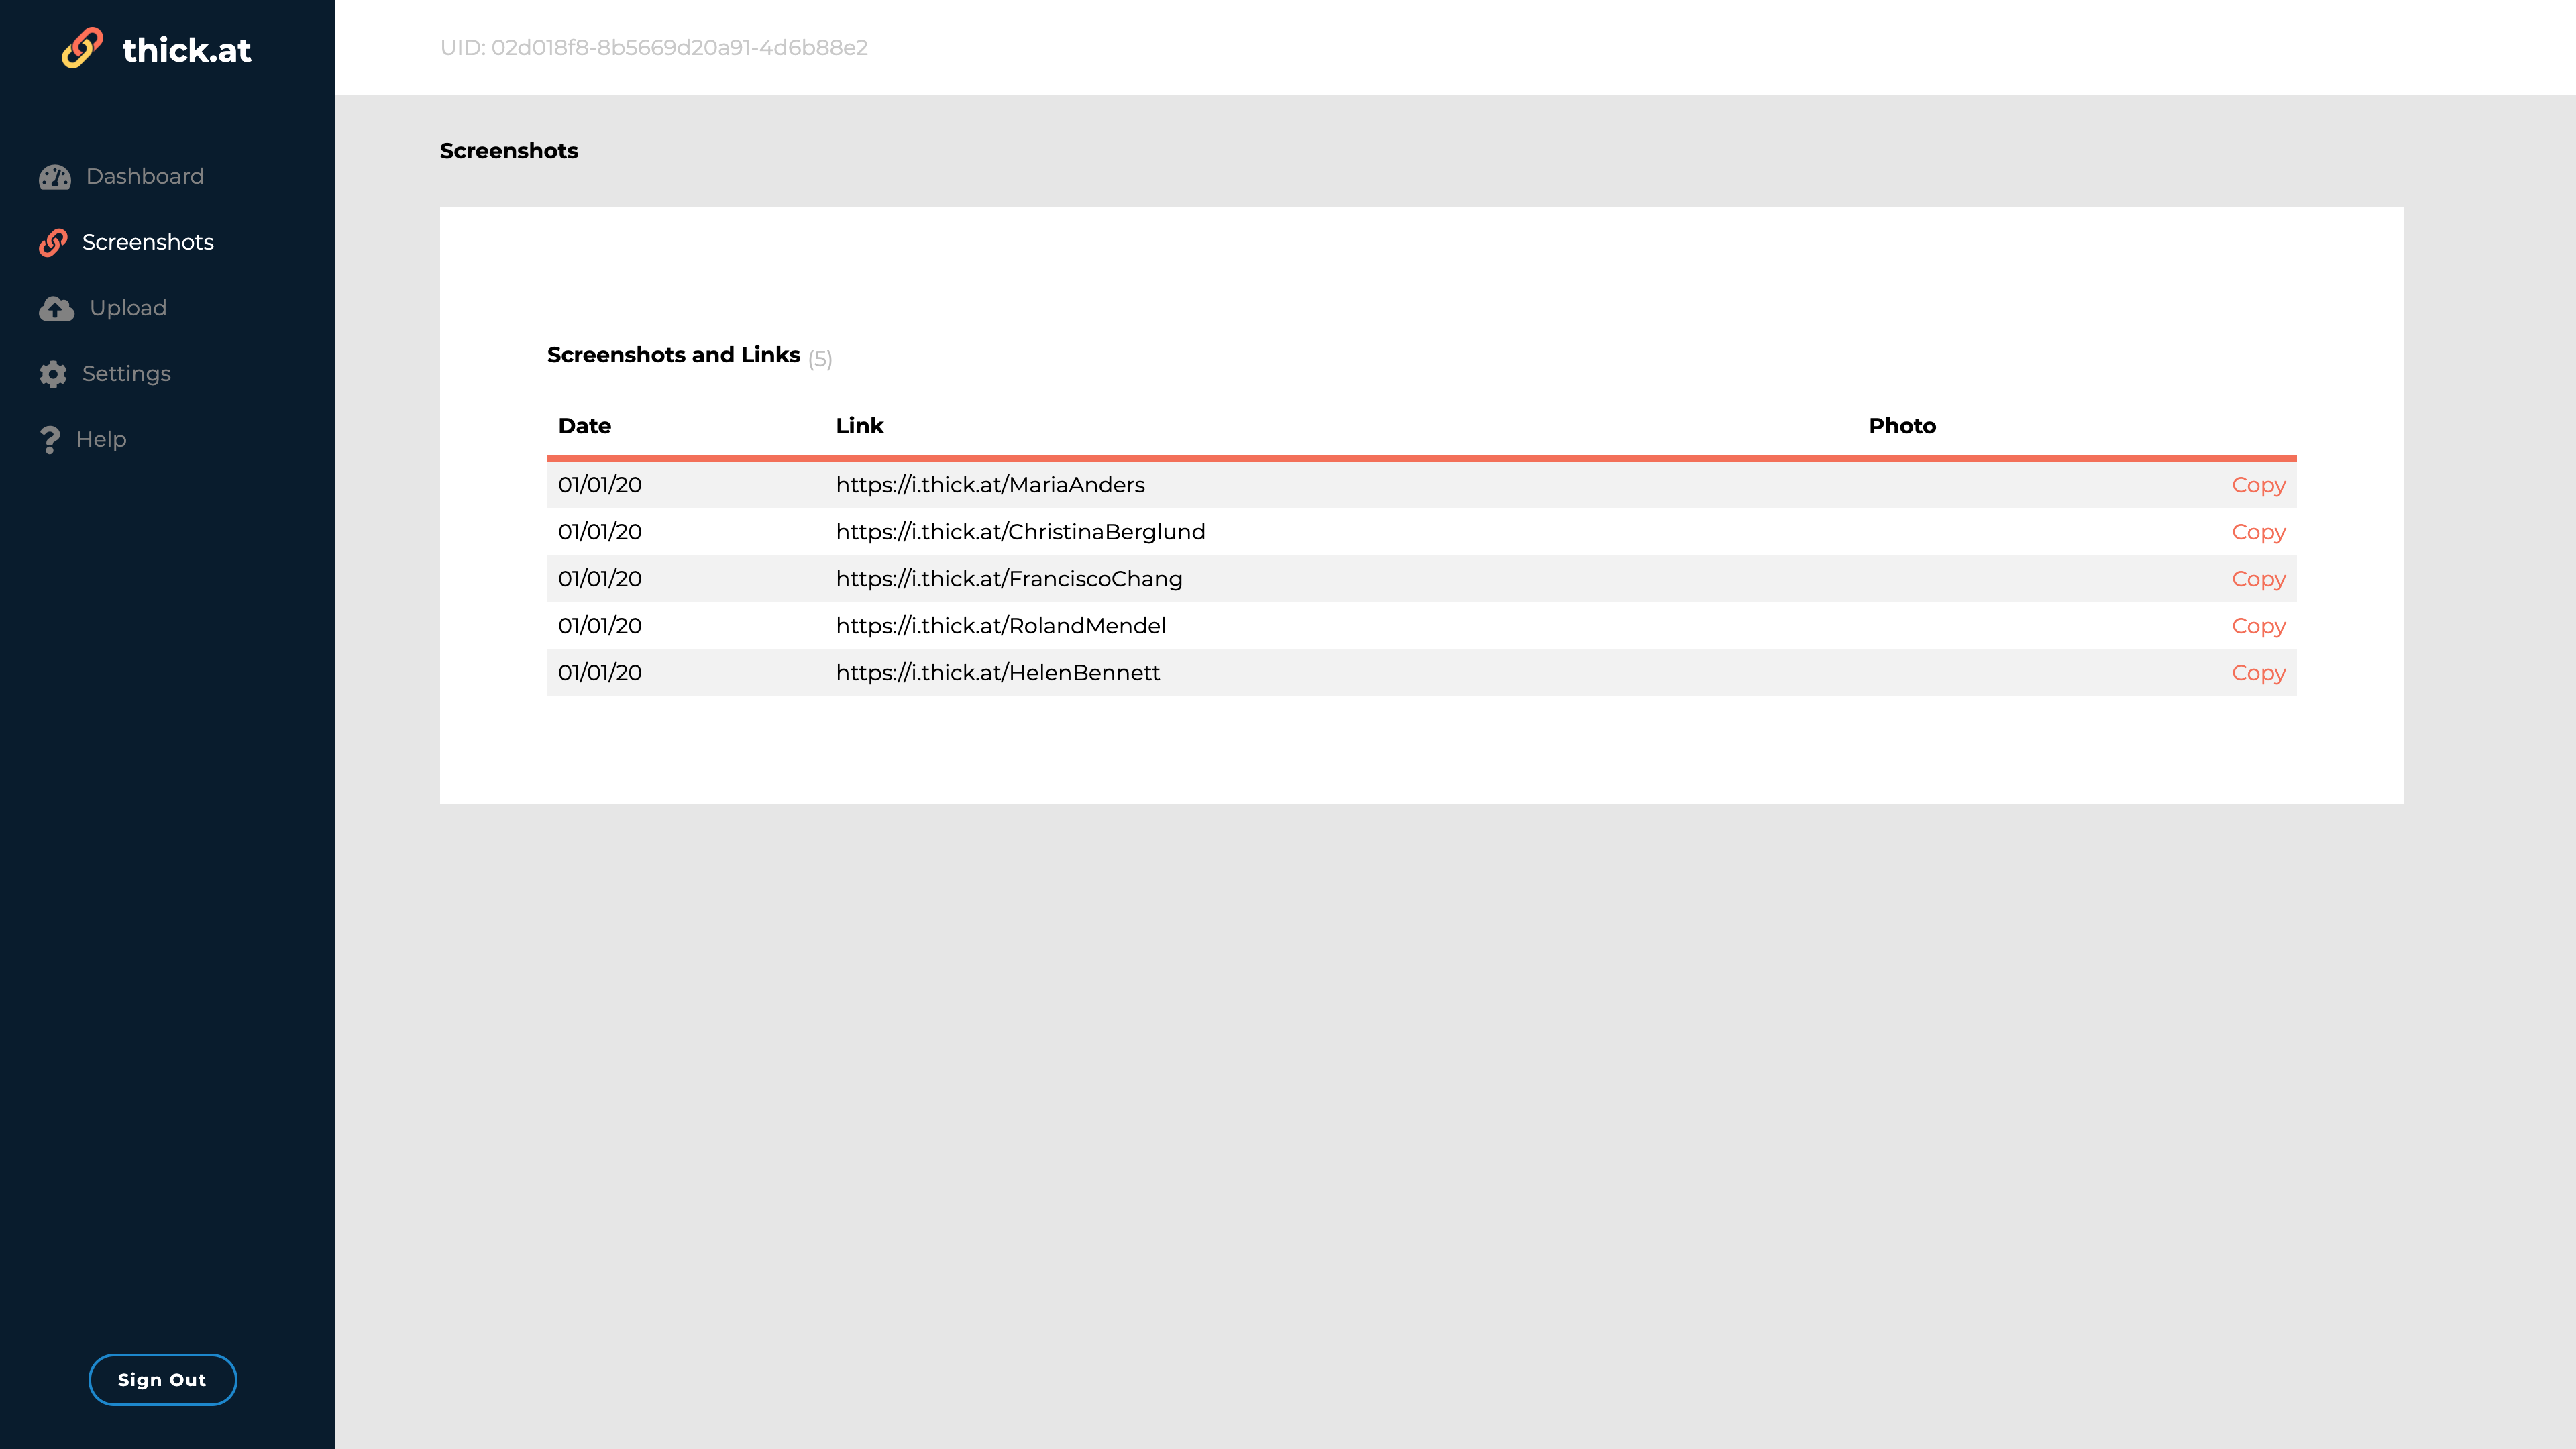 thick.at
UID: 02d018f8-8b5669d20a91-4d6b88e2
Dashboard
Screenshots
Upload
Settings
Help
Sign Out
Screenshots
Screenshots and Links (5)
Date Link Photo
01/01/20 https://i.thick.at/MariaAnders Copy
01/01/20 https://i.thick.at/ChristinaBerglund Copy
01/01/20 https://i.thick.at/FranciscoChang Copy
01/01/20 https://i.thick.at/RolandMendel Copy
01/01/20 https://i.thick.at/HelenBennett Copy